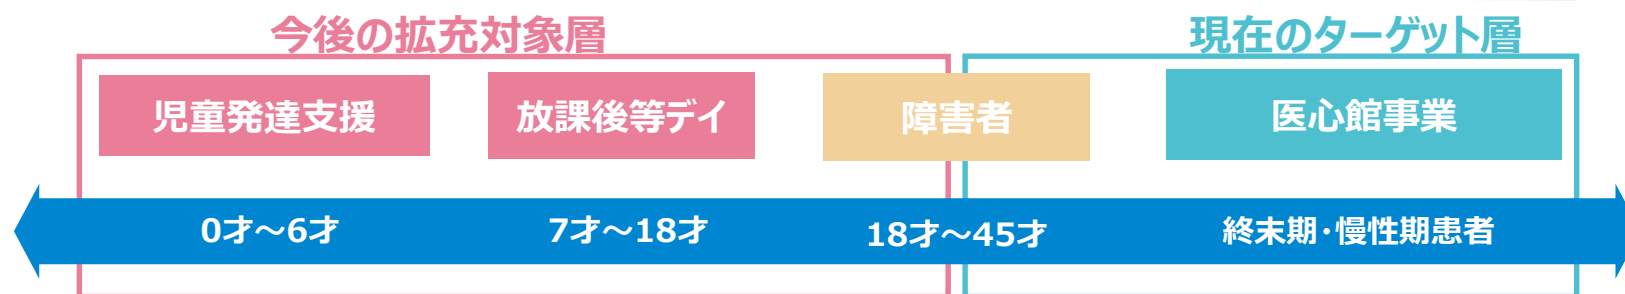 今後の拡充対象層
現在のターゲット層
児童発達支援
放課後等デイ
障害者
医心館事業
0才～6才
7才～18才
18才～45才
終末期・慢性期患者